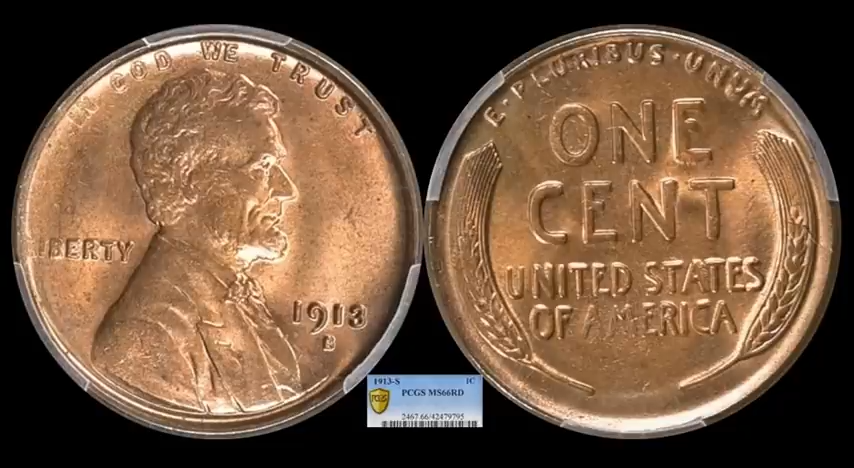 IN GOD WE TRUST
LIBERTY
1913
S
E·PLURIBUS·UNUM
ONE
CENT
UNITED STATES
OF AMERICA
1913-S 1C
PCGS MS66RD
PCGS
2467.66/42479795